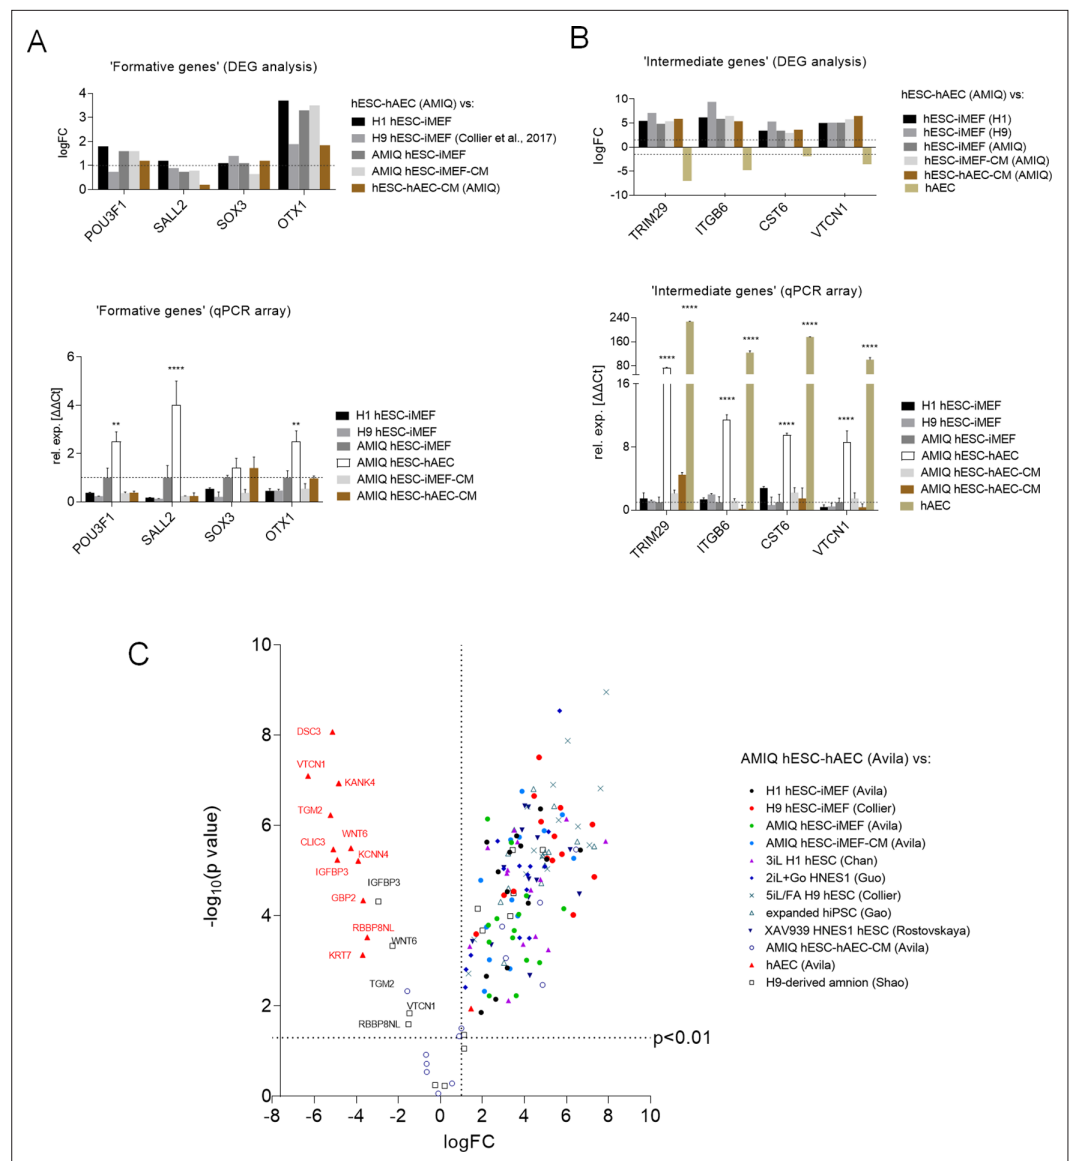 A
'Formative genes' (DEG analysis)
logFC
4
3
2
1
0
POU3F1
SALL2
SOX3
OTX1
hESC-hAEC (AMIQ) vs:
H1 hESC-iMEF
H9 hESC-iMEF (Collier et al., 2017)
AMIQ hESC-iMEF
AMIQ hESC-iMEF-CM
hESC-hAEC-CM (AMIQ)
B
'Intermediate genes' (DEG analysis)
logFC
10
5
0
-5
-10
TRIM29
ITGB6
CST6
VTCN1
hESC-hAEC (AMIQ) vs:
hESC-iMEF (H1)
hESC-iMEF (H9)
hESC-iMEF (AMIQ)
hESC-iMEF-CM (AMIQ)
hESC-hAEC-CM (AMIQ)
hAEC
'Formative genes' (qPCR array)
rel. exp. [ΔΔCt]
6
4
2
0
**
****
**
POU3F1
SALL2
SOX3
OTX1
H1 hESC-iMEF
H9 hESC-iMEF
AMIQ hESC-iMEF
AMIQ hESC-hAEC
AMIQ hESC-iMEF-CM
AMIQ hESC-hAEC-CM
'Intermediate genes' (qPCR array)
rel. exp. [ΔΔCt]
240
160
80
16
8
0
****
****
****
****
****
****
****
****
TRIM29
ITGB6
CST6
VTCN1
H1 hESC-iMEF
H9 hESC-iMEF
AMIQ hESC-iMEF
AMIQ hESC-hAEC
AMIQ hESC-hAEC-CM
AMIQ hESC-hAEC-CM
hAEC
C
-log10(p value)
10
8
6
4
2
0
DSC3
VTCN1
KANK4
TGM2
WNT6
CLIC3
KCNN4
IGFBP3
IGFBP3
GBP2
RBBP8NL
WNT6
KRT7
TGM2
VTCN1
RBBP8NL
p<0.01
-8 -6 -4 -2 0 2 4 6 8 10
logFC
AMIQ hESC-hAEC (Avila) vs:
H1 hESC-iMEF (Avila)
H9 hESC-iMEF (Collier)
AMIQ hESC-iMEF (Avila)
AMIQ hESC-iMEF-CM (Avila)
3iL H1 hESC (Chan)
2iL+Go HNES1 (Guo)
5iL/FA H9 hESC (Collier)
expanded hiPSC (Gao)
XAV939 HNES1 hESC (Rostovskaya)
AMIQ hESC-hAEC-CM (Avila)
hAEC (Avila)
H9-derived amnion (Shao)